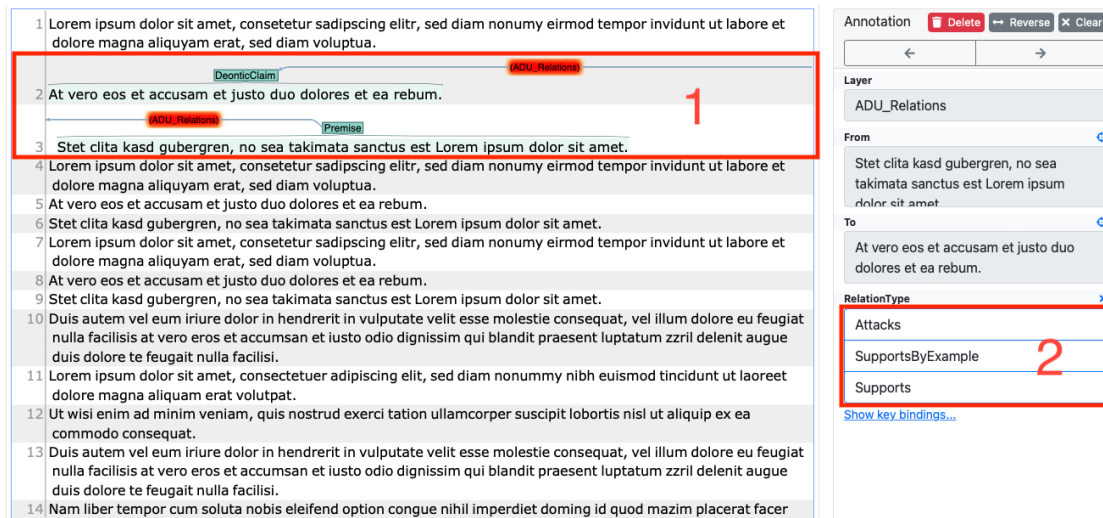 1 Lorem ipsum dolor sit amet, consetetur sadipscing elitr, sed diam nonumy eirmod tempor invidunt ut labore et
dolore magna aliquyam erat, sed diam voluptua.
DeonticClaim (ADU_Relations)
2 At vero eos et accusam et justo duo dolores et ea rebum.
1
(ADU_Relations) Premise
3 Stet clita kasd gubergren, no sea takimata sanctus est Lorem ipsum dolor sit amet.
4 Lorem ipsum dolor sit amet, consetetur sadipscing elitr, sed diam nonumy eirmod tempor invidunt ut labore et
dolore magna aliquyam erat, sed diam voluptua.
5 At vero eos et accusam et justo duo dolores et ea rebum.
6 Stet clita kasd gubergren, no sea takimata sanctus est Lorem ipsum dolor sit amet.
7 Lorem ipsum dolor sit amet, consetetur sadipscing elitr, sed diam nonumy eirmod tempor invidunt ut labore et
dolore magna aliquyam erat, sed diam voluptua.
8 At vero eos et accusam et justo duo dolores et ea rebum.
9 Stet clita kasd gubergren, no sea takimata sanctus est Lorem ipsum dolor sit amet.
10 Duis autem vel eum iriure dolor in hendrerit in vulputate velit esse molestie consequat, vel illum dolore eu feugiat
nulla facilisis at vero eros et accumsan et iusto odio dignissim qui blandit praesent luptatum zzril delenit augue
duis dolore te feugait nulla facilisi.
11 Lorem ipsum dolor sit amet, consectetuer adipiscing elit, sed diam nonummy nibh euismod tincidunt ut laoreet
dolore magna aliquam erat volutpat.
12 Ut wisi enim ad minim veniam, quis nostrud exerci tation ullamcorper suscipit lobortis nisl ut aliquip ex ea
commodo consequat.
13 Duis autem vel eum iriure dolor in hendrerit in vulputate velit esse molestie consequat, vel illum dolore eu feugiat
nulla facilisis at vero eros et accumsan et iusto odio dignissim qui blandit praesent luptatum zzril delenit augue
duis dolore te feugait nulla facilisi.
14 Nam liber tempor cum soluta nobis eleifend option congue nihil imperdiet doming id quod mazim placerat facer
Annotation Delete Reverse Clear
Layer
ADU_Relations
From
Stet clita kasd gubergren, no sea
takimata sanctus est Lorem ipsum
dolor sit amet
To
At vero eos et accusam et justo duo
dolores et ea rebum.
RelationType
Attacks
SupportsByExample
2
Supports
Show key bindings...